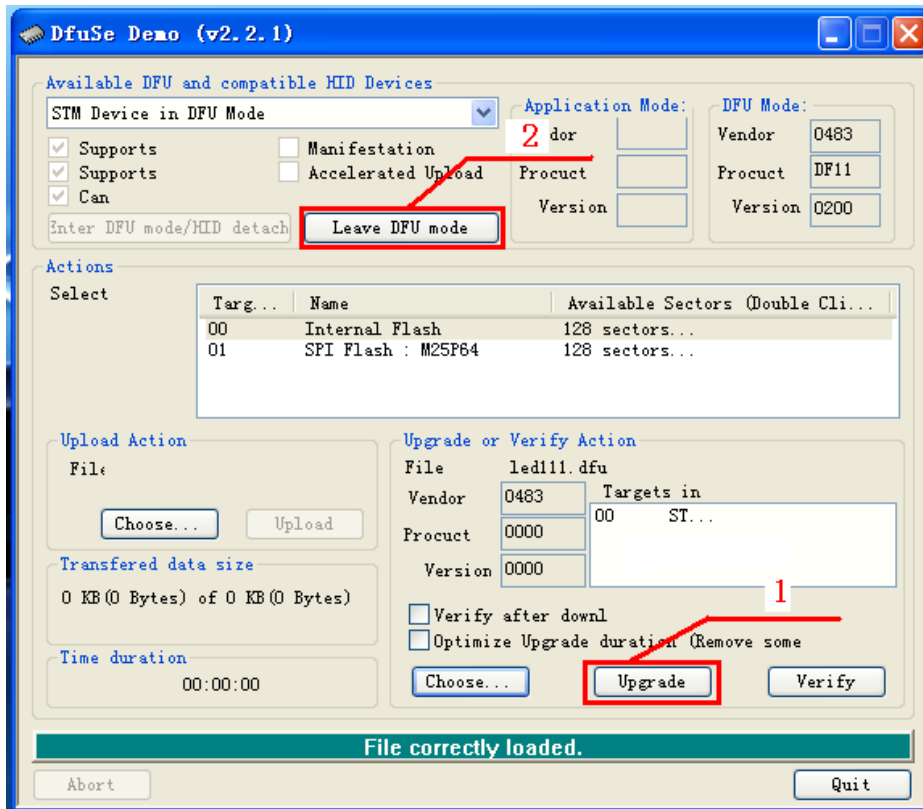 DfuSe Demo (v2.2.1)
Available DFU and compatible HID Devices
STM Device in DFU Mode
Supports
Manifestation
Supports
Accelerated Upload
Can
Enter DFU mode/HID detach
Leave DFU mode
2
Application Mode:
dor
Procuct
Version
DFU Mode:
Vendor 0483
Procuct DF11
Version 0200
Actions
Select
Targ... Name Available Sectors (Double Cli...
00 Internal Flash 128 sectors...
01 SPI Flash : M25P64 128 sectors...
Upload Action
File
Choose... Upload
Transfered data size
0 KB(0 Bytes) of 0 KB(0 Bytes)
Time duration
00:00:00
Upgrade or Verify Action
File led111.dfu
Vendor 0483
Procuct 0000
Version 0000
Targets in
00 ST...
1
Verify after downl
Optimize Upgrade duration (Remove some
Choose... Upgrade Verify
File correctly loaded.
Abort Quit